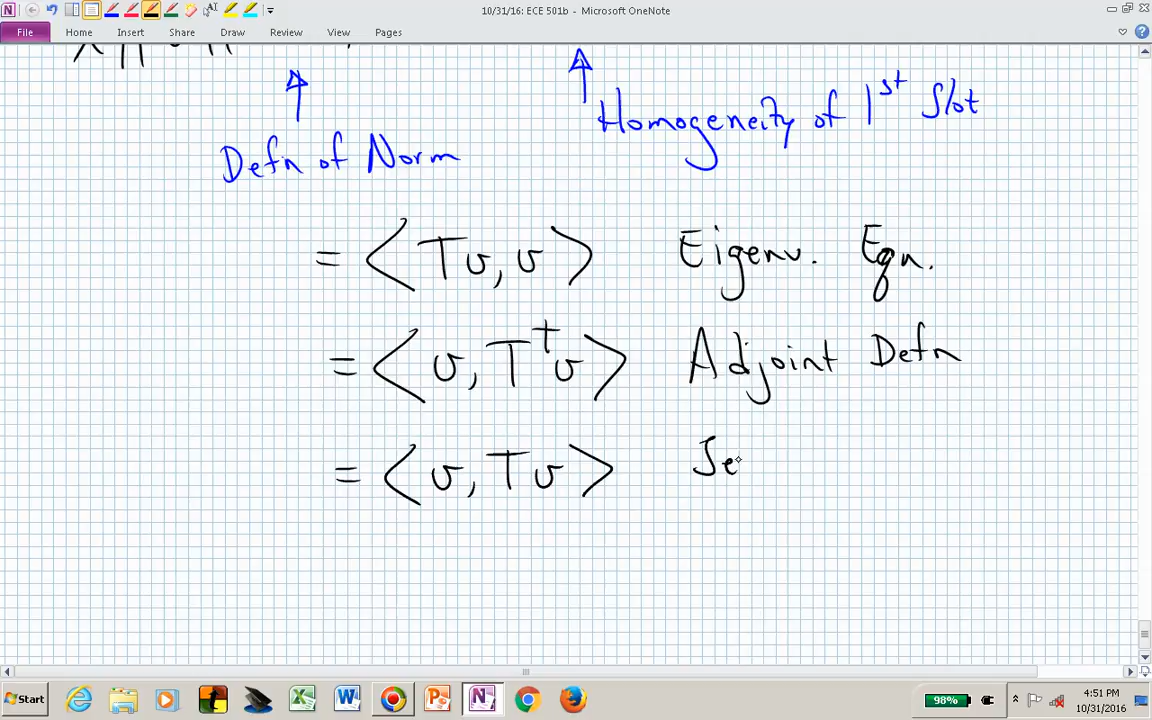 10/31/16: ECE 501b - Microsoft OneNote
File Home Insert Share Draw Review View Pages
Homogeneity of 1st Slot
Defn of Norm
= <Tv, v> Eigenv. Eqn.
= <v, T†v> Adjoint Defn
= <v, Tv> Se
Start
98%
4:51 PM
10/31/2016